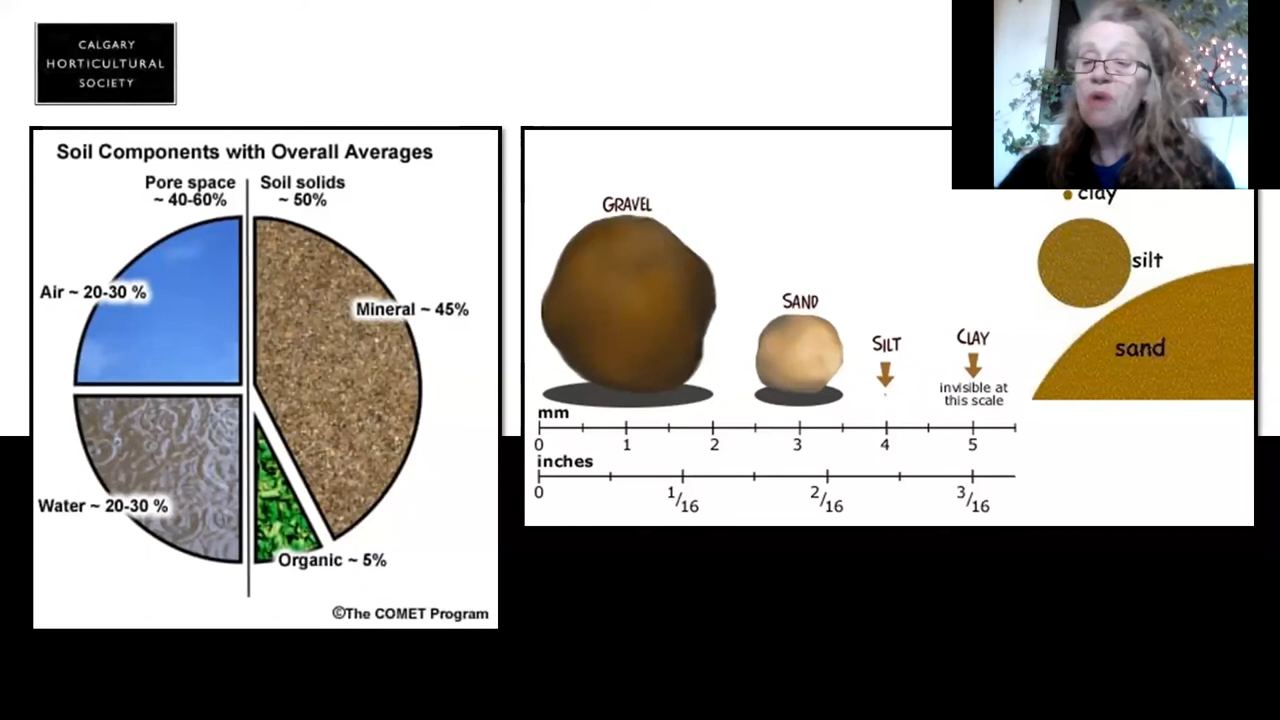 CALGARY
HORTICULTURAL
SOCIETY
Soil Components with Overall Averages
Pore space
~ 40-60%
Soil solids
~ 50%
Air ~ 20-30 %
Mineral ~ 45%
Water ~ 20-30 %
Organic ~ 5%
©The COMET Program
GRAVEL
SAND
SILT
CLAY
invisible at
this scale
mm
0 1 2 3 4 5
inches
0 1/16 2/16 3/16
clay
silt
sand